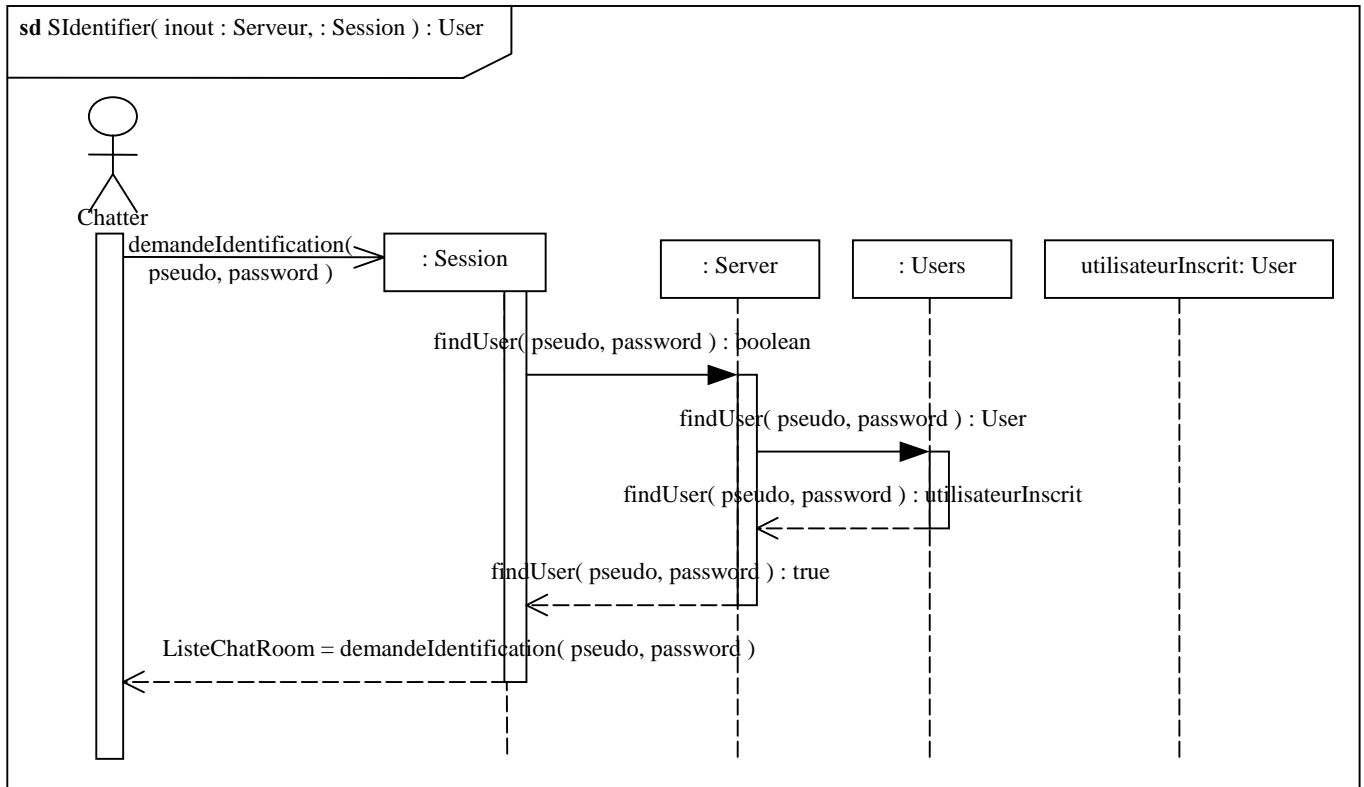 sd SIdentifier( inout : Serveur, : Session ) : User
Chatter
demandeIdentification(
pseudo, password )
: Session
: Server
: Users
utilisateurInscrit: User
findUser( pseudo, password ) : boolean
findUser( pseudo, password ) : User
findUser( pseudo, password ) : utilisateurInscrit
findUser( pseudo, password ) : true
ListeChatRoom = demandeIdentification( pseudo, password )